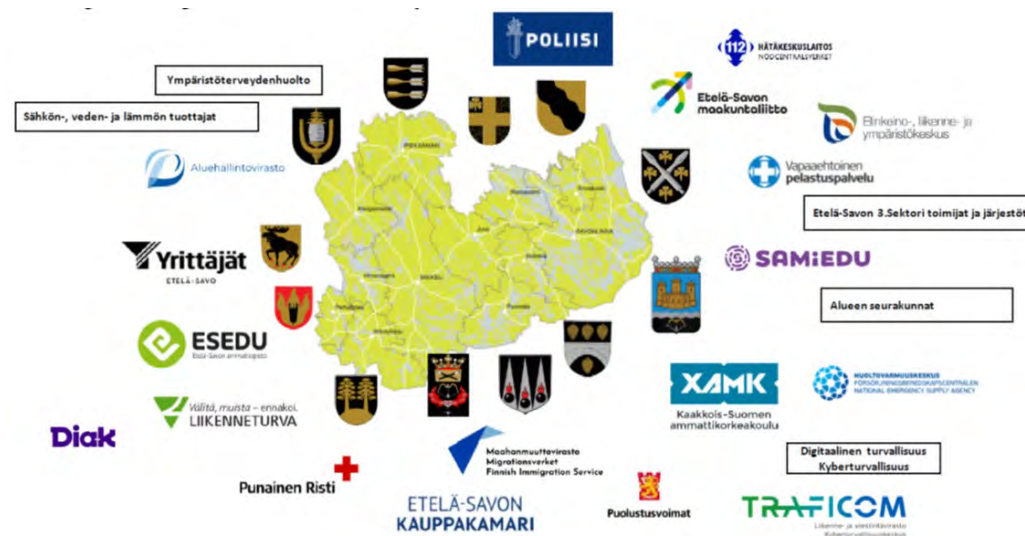 POLIISI
112
HÄTÄKESKUSLAITOS
NÖDCENTRALSVERKET
Ympäristöterveydenhuolto
Etelä-Savon
maakuntaliitto
Sähkön-, veden- ja lämmön tuottajat
Elinkeino-, liikenne- ja
ympäristökeskus
Aluehallintovirasto
Vapaaehtoinen
pelastuspalvelu
Etelä-Savon 3.Sektori toimijat ja järjestöt
Yrittäjät
ETELÄ-SAVO
SAMiEDU
Alueen seurakunnat
ESEDU
Etelä-Savon ammattiopisto
XAMK
Kaakkois-Suomen
ammattikorkeakoulu
HUOLTOVARMUUSKESKUS
FÖRSÖRJNINGSBEREDSKAPSCENTRALEN
NATIONAL EMERGENCY SUPPLY AGENCY
Välitä, muista – ennakoi.
LIIKENNETURVA
Diak
Maahanmuuttovirasto
Migrationsverket
Finnish Immigration Service
Digitaalinen turvallisuus
Kyberturvallisuus
Punainen Risti
ETELÄ-SAVON
KAUPPAKAMARI
Puolustusvoimat
TRAFICOM
Liikenne- ja viestintävirasto
Kyberturvallisuuskeskus